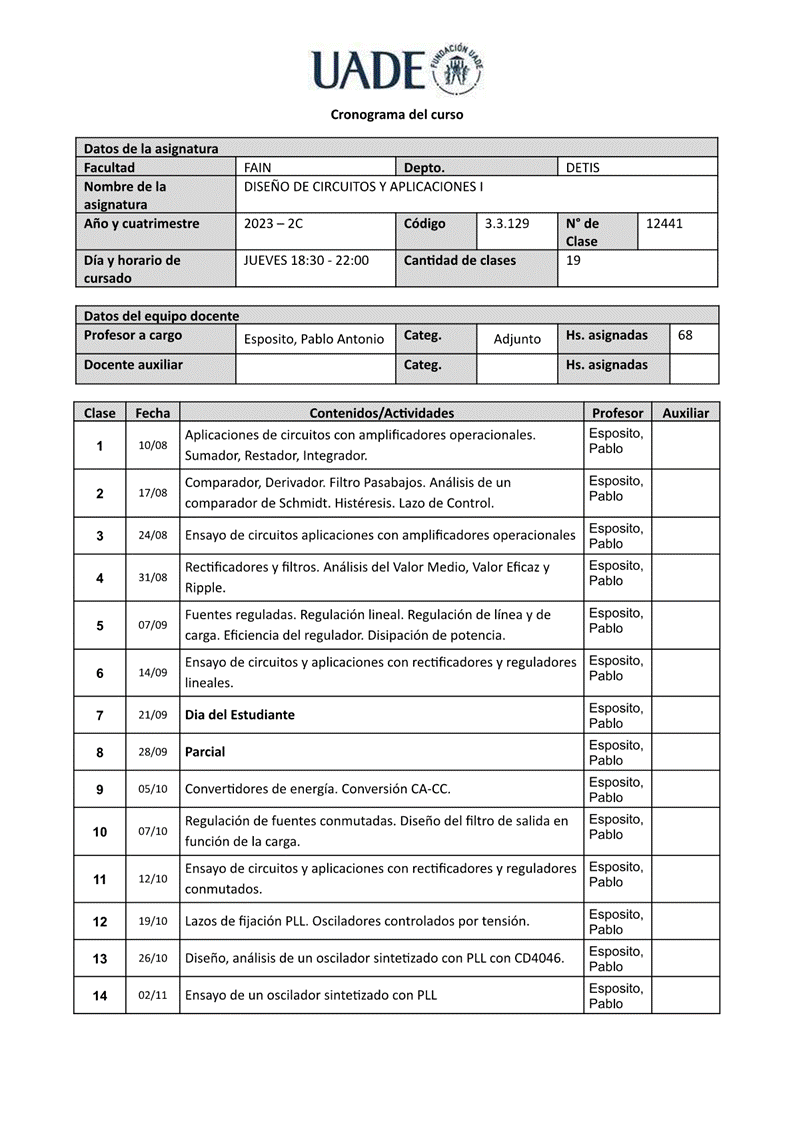 UADE FUNDACIÓN UADE
Cronograma del curso
Datos de la asignatura
Facultad FAIN Depto. DETIS
Nombre de la asignatura DISEÑO DE CIRCUITOS Y APLICACIONES I
Año y cuatrimestre 2023 – 2C Código 3.3.129 N° de Clase 12441
Día y horario de cursado JUEVES 18:30 - 22:00 Cantidad de clases 19
Datos del equipo docente
Profesor a cargo Esposito, Pablo Antonio Categ. Adjunto Hs. asignadas 68
Docente auxiliar Categ. Hs. asignadas
Clase Fecha Contenidos/Actividades Profesor Auxiliar
1 10/08 Aplicaciones de circuitos con amplificadores operacionales. Sumador, Restador, Integrador. Esposito, Pablo
2 17/08 Comparador, Derivador. Filtro Pasabajos. Análisis de un comparador de Schmidt. Histéresis. Lazo de Control. Esposito, Pablo
3 24/08 Ensayo de circuitos aplicaciones con amplificadores operacionales Esposito, Pablo
4 31/08 Rectificadores y filtros. Análisis del Valor Medio, Valor Eficaz y Ripple. Esposito, Pablo
5 07/09 Fuentes reguladas. Regulación lineal. Regulación de línea y de carga. Eficiencia del regulador. Disipación de potencia. Esposito, Pablo
6 14/09 Ensayo de circuitos y aplicaciones con rectificadores y reguladores lineales. Esposito, Pablo
7 21/09 Dia del Estudiante Esposito, Pablo
8 28/09 Parcial Esposito, Pablo
9 05/10 Convertidores de energía. Conversión CA-CC. Esposito, Pablo
10 07/10 Regulación de fuentes conmutadas. Diseño del filtro de salida en función de la carga. Esposito, Pablo
11 12/10 Ensayo de circuitos y aplicaciones con rectificadores y reguladores conmutados. Esposito, Pablo
12 19/10 Lazos de fijación PLL. Osciladores controlados por tensión. Esposito, Pablo
13 26/10 Diseño, análisis de un oscilador sintetizado con PLL con CD4046. Esposito, Pablo
14 02/11 Ensayo de un oscilador sintetizado con PLL Esposito, Pablo